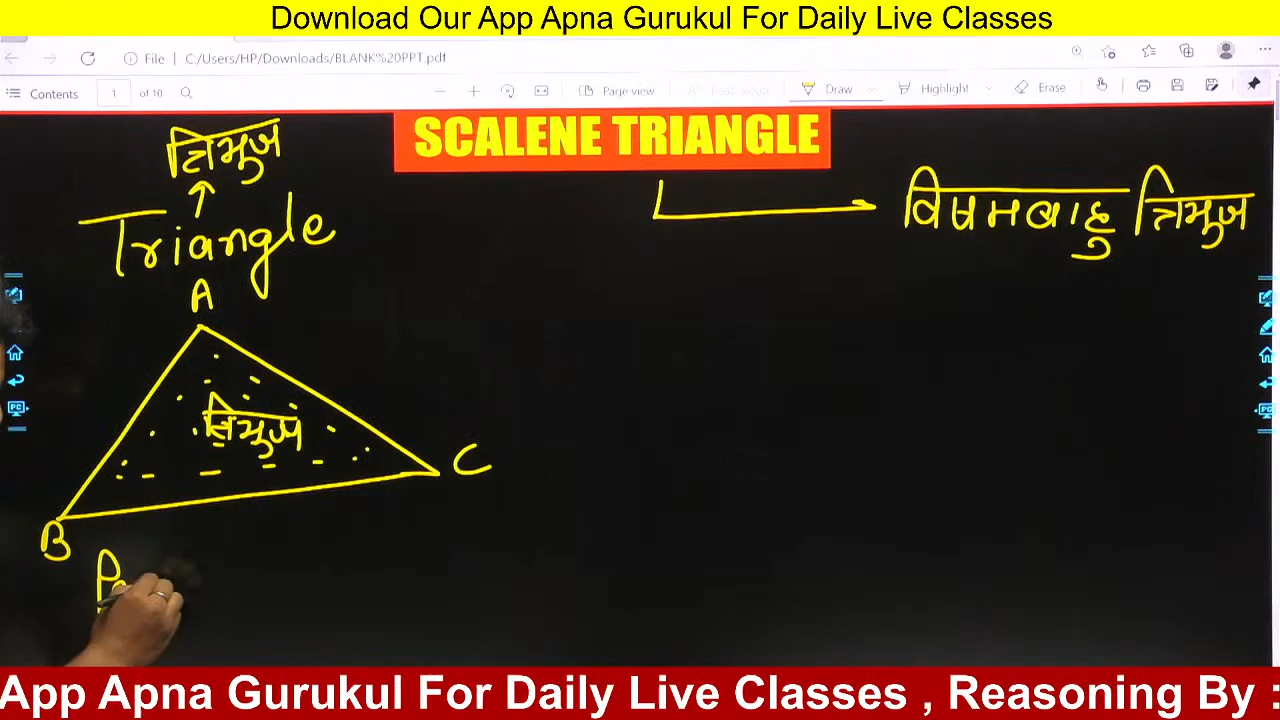 Download Our App Apna Gurukul For Daily Live Classes
File C:/Users/HP/Downloads/BLANK%20PPT.pdf
Contents 1 of 10 Page view Read aloud Draw Highlight Erase
SCALENE TRIANGLE
त्रिभुज
विषमबाहु त्रिभुज
Triangle
A
त्रिभुज
C
B
App Apna Gurukul For Daily Live Classes , Reasoning By :